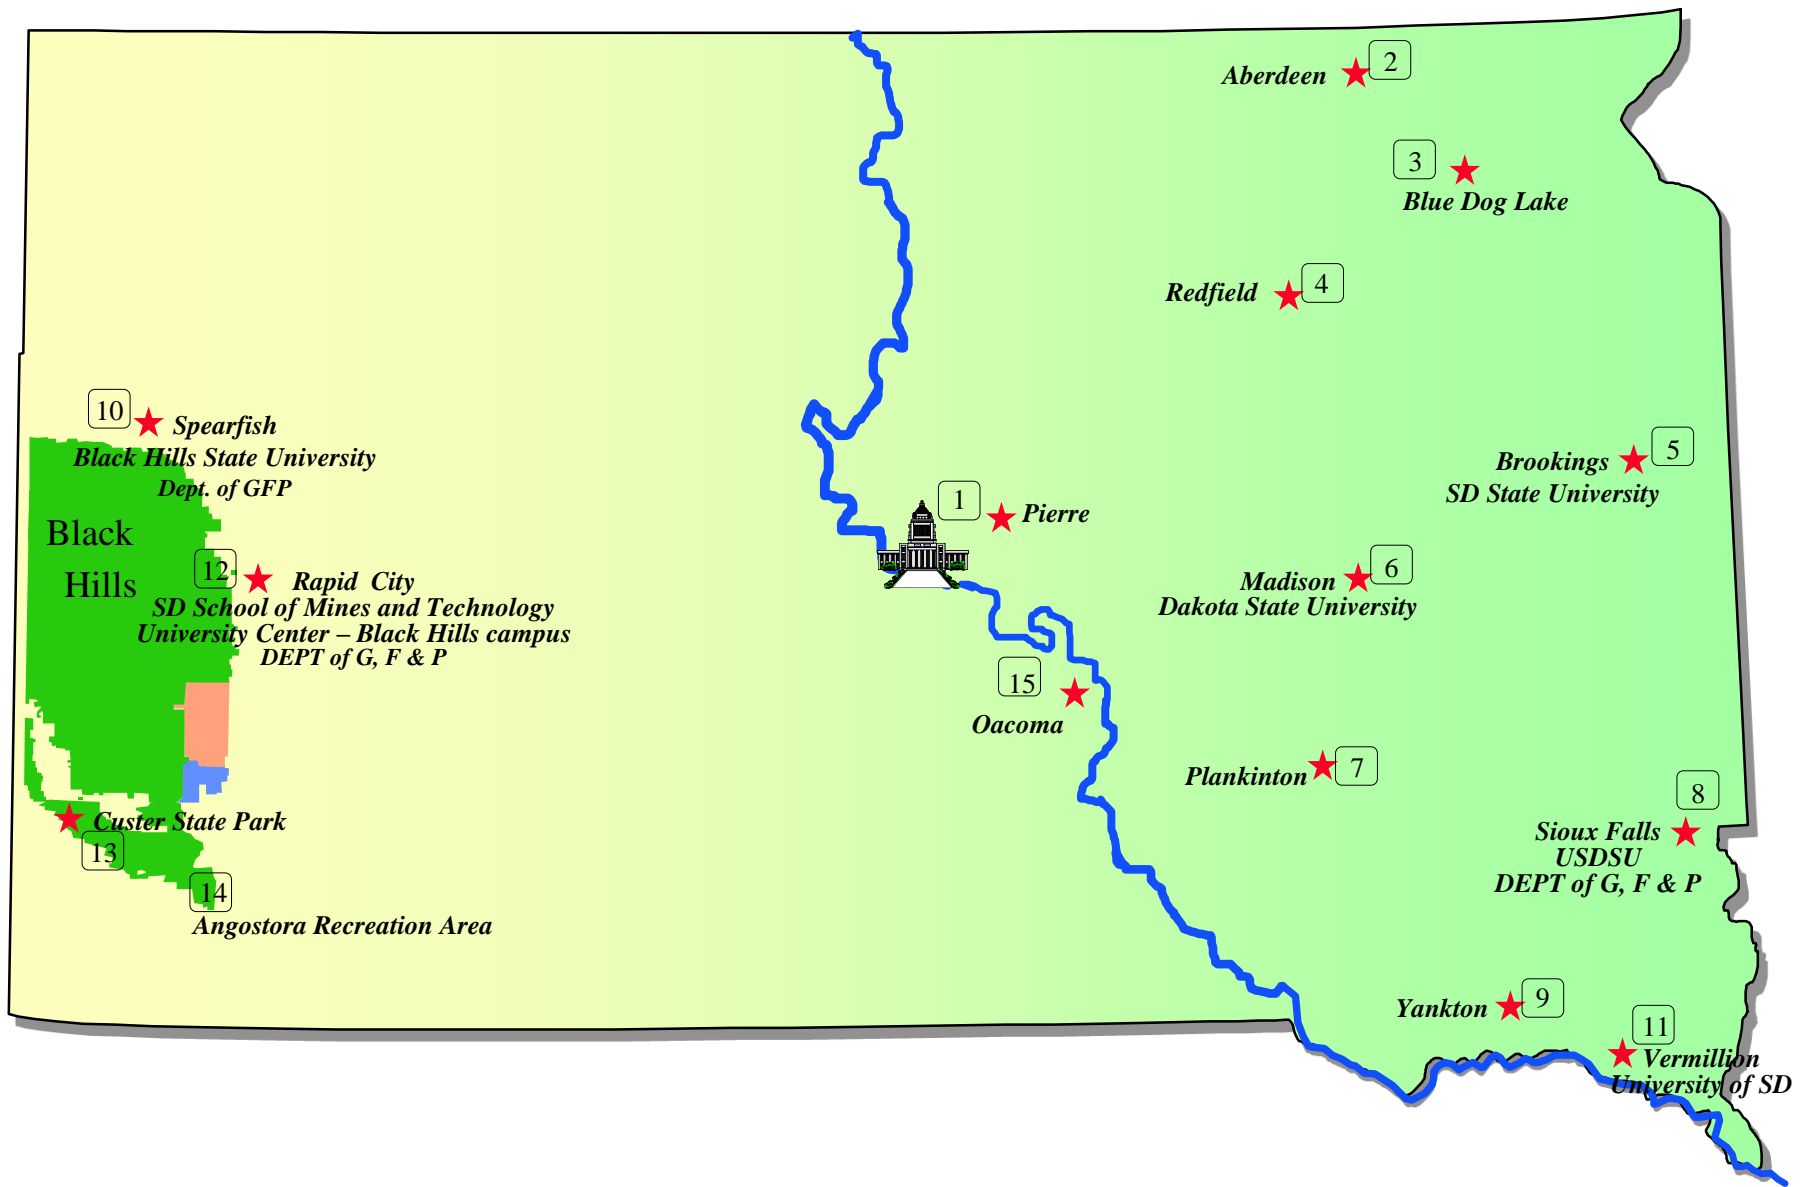 2
Aberdeen
3
Blue Dog Lake
4
Redfield
10
Spearfish
Black Hills State University
Dept. of GFP
5
Brookings
SD State University
1
Pierre
Black
Hills
12
Rapid City
SD School of Mines and Technology
University Center – Black Hills campus
DEPT of G, F & P
6
Madison
Dakota State University
15
Oacoma
7
Plankinton
8
Sioux Falls
USDSU
DEPT of G, F & P
Custer State Park
13
14
Angostora Recreation Area
9
Yankton
11
Vermillion
University of SD